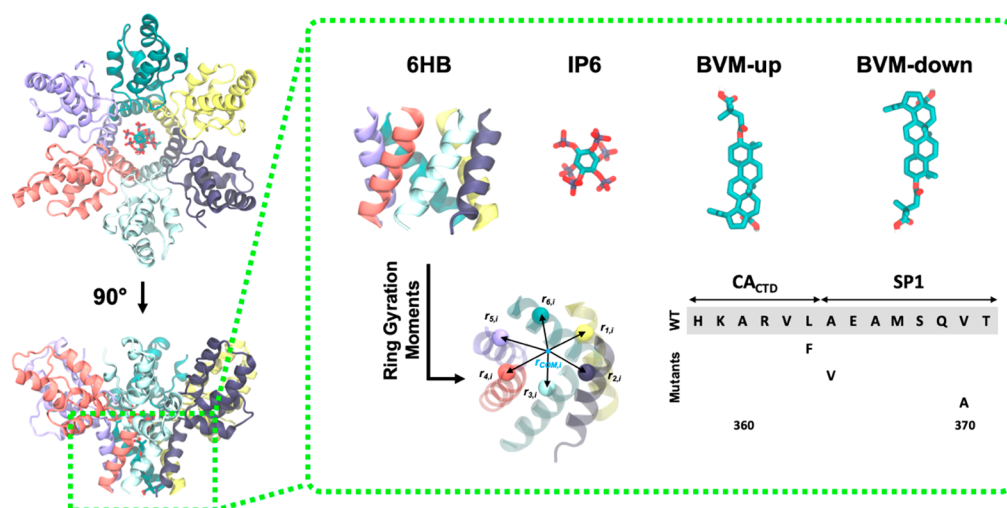 6HB
IP6
BVM-up
BVM-down
90°
Ring Gyration
Moments
r6,i
r5,i
r1,i
rCOM,i
r4,i
r2,i
r3,i
CACTD
SP1
WT
H K A R V L A E A M S Q V T
Mutants
F
V
A
360
370